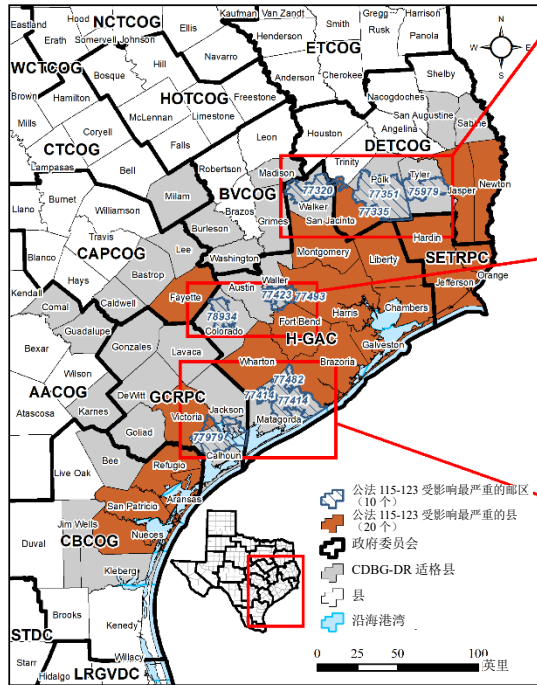 NCTCOG
Hood
Somervell
Johnson
Ellis
Kaufman
Van Zandt
Henderson
Smith
Gregg
Rusk
Harrison
Panola
Eastland
Erath
Navarro
ETCOG
Anderson
Cherokee
Shelby
WCTCOG
Bosque
Hill
HOTCOG
Freestone
Limestone
McLennan
Falls
Leon
Nacogdoches
San Augustine
Sabine
Angelina
Houston
DETCOG
Brown
Hamilton
Mills
CTCOG
Coryell
Lampasas
Bell
Robertson
Madison
Trinity
Polk
Tyler
Jasper
Newton
77320
77351
75979
77335
Walker
San Jacinto
Milam
BVCOG
Brazos
Grimes
Burleson
Washington
Burnet
Llano
Williamson
Travis
Blanco
CAPCOG
Hays
Lee
Bastrop
Caldwell
Fayette
Montgomery
Liberty
Hardin
SETRPC
Orange
Jefferson
Austin
Waller
77423
77493
78934
Colorado
Fort Bend
Harris
Chambers
H-GAC
Galveston
Kendall
Comal
Guadalupe
Bexar
Wilson
AACOG
Atascosa
Karnes
Gonzales
Lavaca
DeWitt
GCRPC
Victoria
Goliad
Jackson
Wharton
Brazoria
77482
77414
77414
Matagorda
77979
Calhoun
Live Oak
Bee
Refugio
Aransas
San Patricio
Jim Wells
Nueces
CBCOG
Duval
Kleberg
Brooks
Kenedy
STDC
Starr
Hidalgo
Willacy
LRGVDC
N
W
E
S
公法 115-123 受影响最严重的邮区
（10 个）
公法 115-123 受影响最严重的县
（20 个）
政府委员会
CDBG-DR 适格县
县
沿海港湾
0 25 50 100
英里